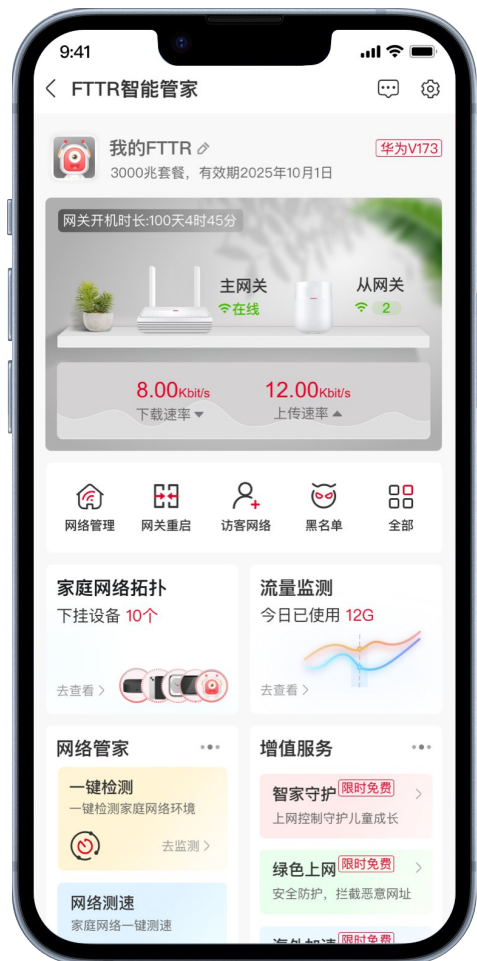 9:41
FTTR智能管家
我的FTTR
华为V173
3000兆套餐，有效期2025年10月1日
网关开机时长:100天4时45分
主网关
在线
从网关
2
8.00Kbit/s
下载速率
12.00Kbit/s
上传速率
网络管理
网关重启
访客网络
黑名单
全部
家庭网络拓扑
下挂设备 10个
去查看
流量监测
今日已使用 12G
去查看
网络管家
一键检测
一键检测家庭网络环境
去监测
网络测速
家庭网络一键测速
增值服务
智家守护 限时免费
上网控制守护儿童成长
绿色上网 限时免费
安全防护，拦截恶意网址
海外加速 限时免费